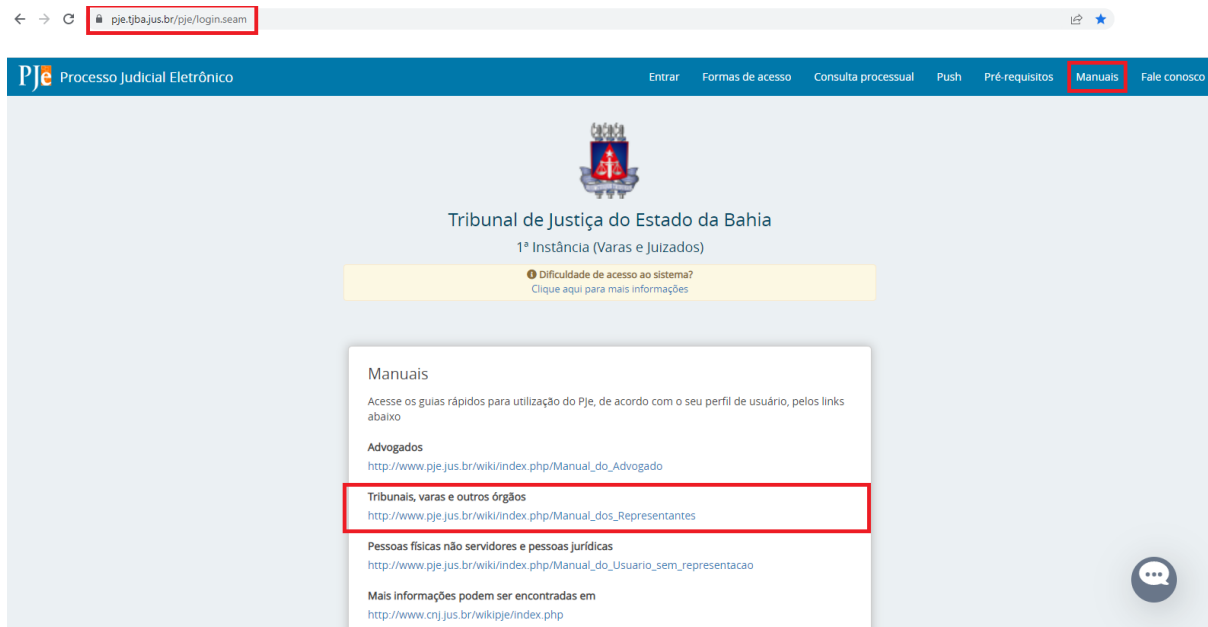 pje.tjba.jus.br/pje/login.seam
PJe Processo Judicial Eletrônico
Entrar
Formas de acesso
Consulta processual
Push
Pré-requisitos
Manuais
Fale conosco
Tribunal de Justiça do Estado da Bahia
1ª Instância (Varas e Juizados)
Dificuldade de acesso ao sistema?
Clique aqui para mais informações
Manuais
Acesse os guias rápidos para utilização do PJe, de acordo com o seu perfil de usuário, pelos links
abaixo
Advogados
http://www.pje.jus.br/wiki/index.php/Manual_do_Advogado
Tribunais, varas e outros órgãos
http://www.pje.jus.br/wiki/index.php/Manual_dos_Representantes
Pessoas físicas não servidores e pessoas jurídicas
http://www.pje.jus.br/wiki/index.php/Manual_do_Usuario_sem_representacao
Mais informações podem ser encontradas em
http://www.cnj.jus.br/wikipje/index.php